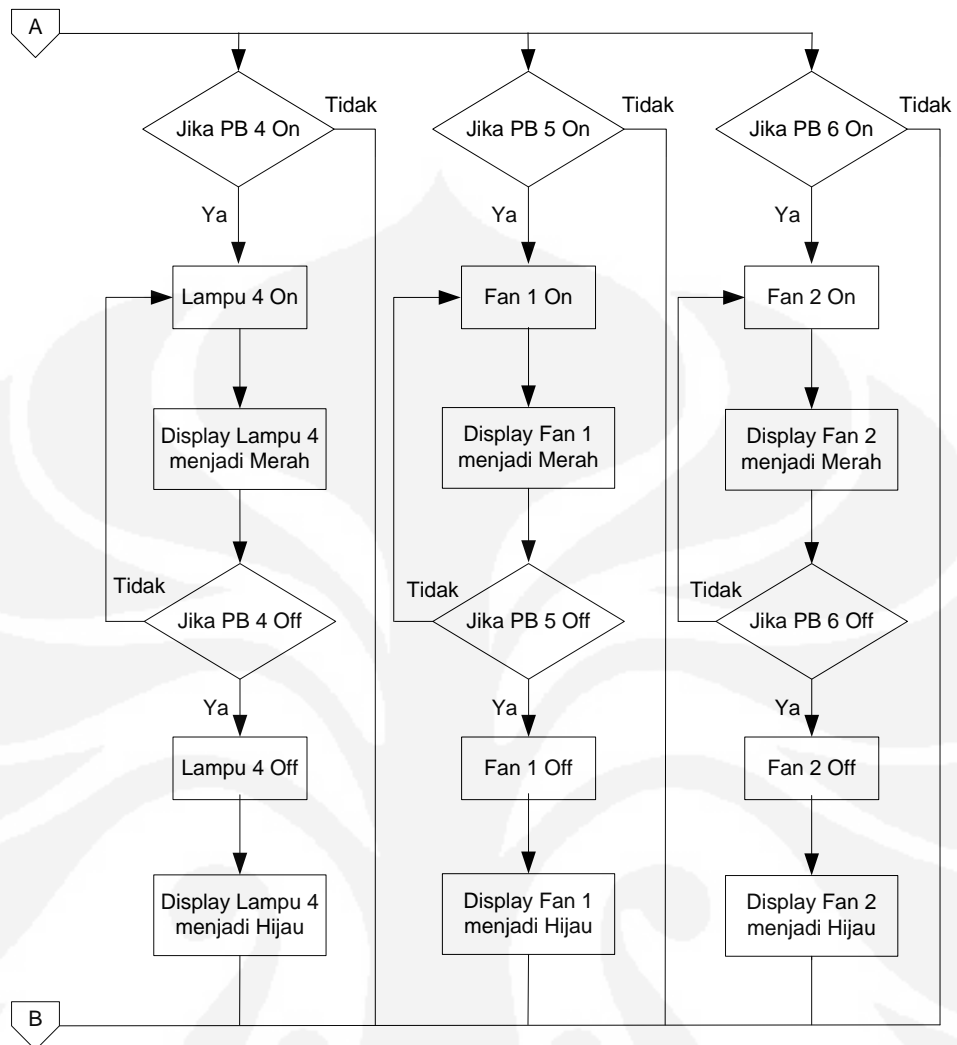 A
Tidak
Tidak
Tidak
Jika PB 4 On
Jika PB 5 On
Jika PB 6 On
Ya
Ya
Ya
Lampu 4 On
Fan 1 On
Fan 2 On
Display Lampu 4
menjadi Merah
Display Fan 1
menjadi Merah
Display Fan 2
menjadi Merah
Tidak
Tidak
Tidak
Jika PB 4 Off
Jika PB 5 Off
Jika PB 6 Off
Ya
Ya
Ya
Lampu 4 Off
Fan 1 Off
Fan 2 Off
Display Lampu 4
menjadi Hijau
Display Fan 1
menjadi Hijau
Display Fan 2
menjadi Hijau
B